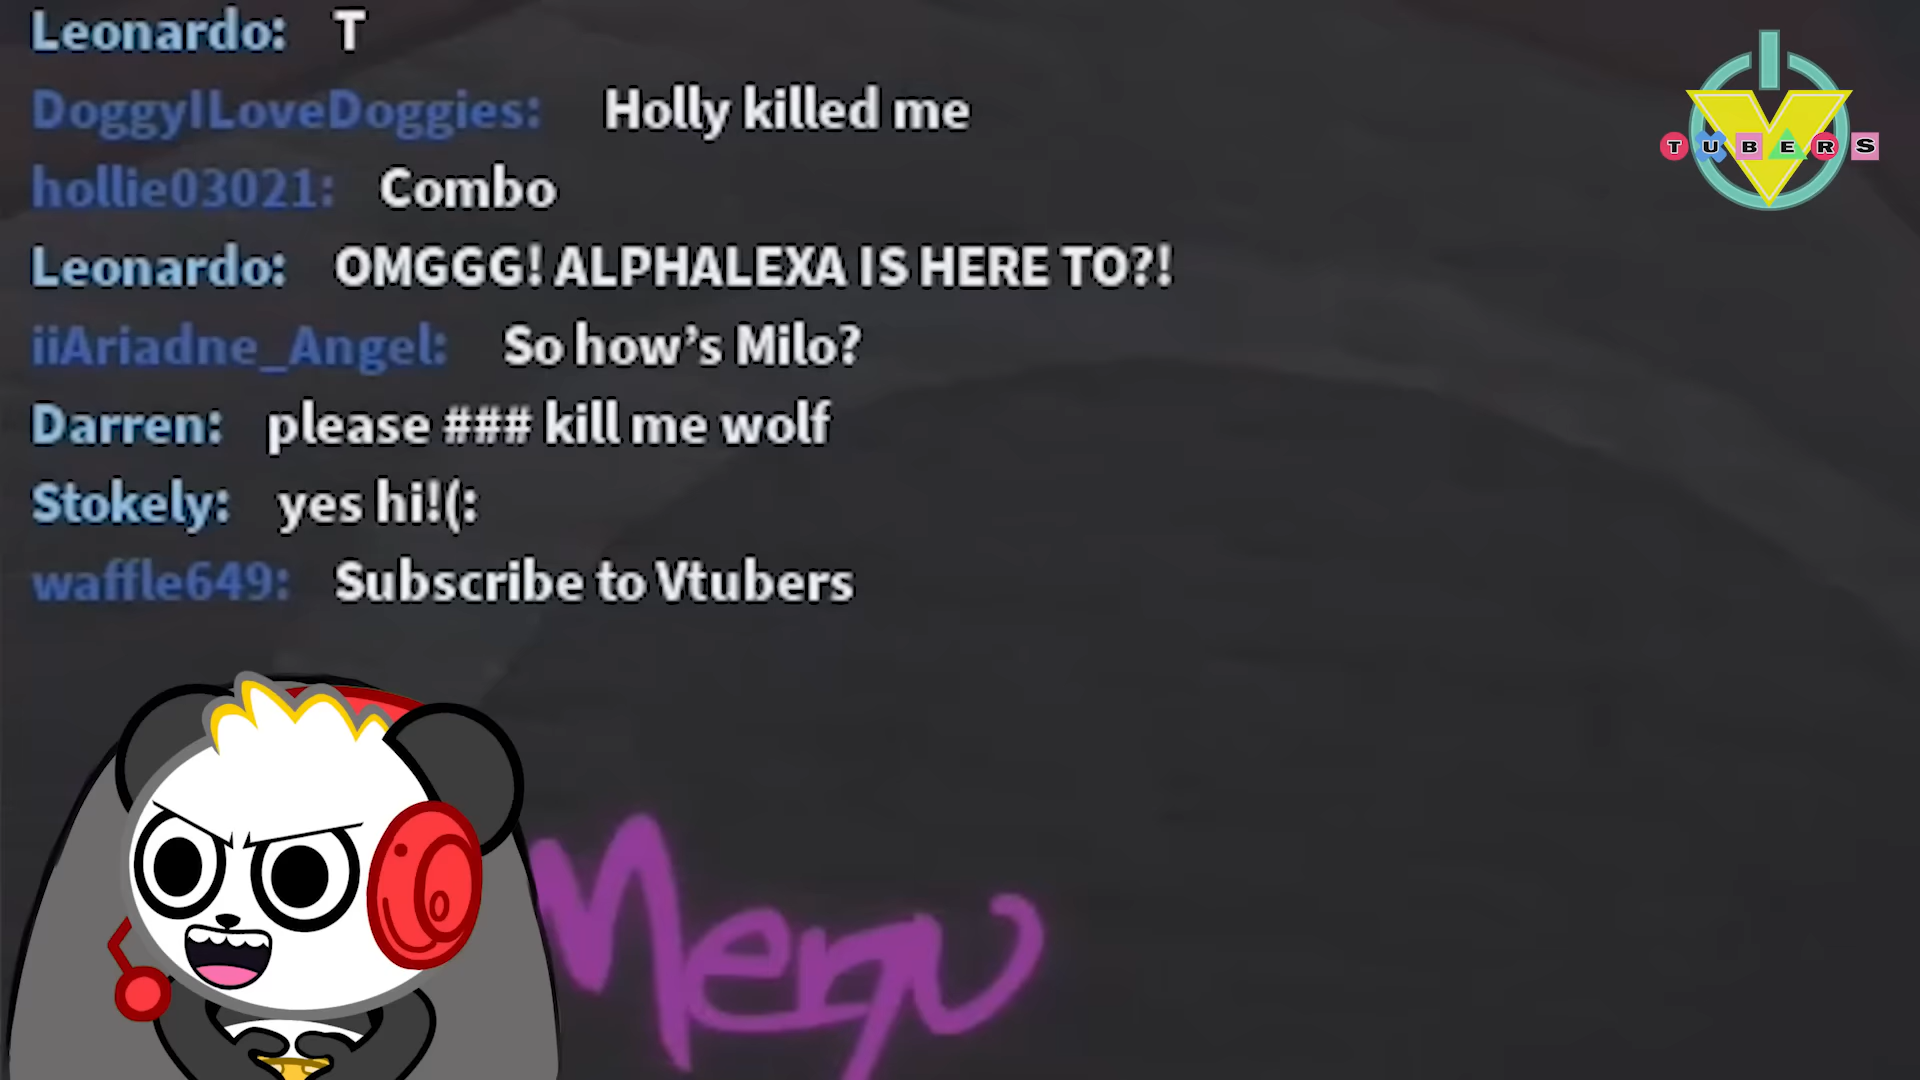 Leonardo: T
DoggyILoveDoggies: Holly killed me
hollie03021: Combo
Leonardo: OMGGG! ALPHALEXA IS HERE TO?!
iiAriadne_Angel: So how’s Milo?
Darren: please ### kill me wolf
Stokely: yes hi!(:
waffle649: Subscribe to Vtubers
V
TUBERS